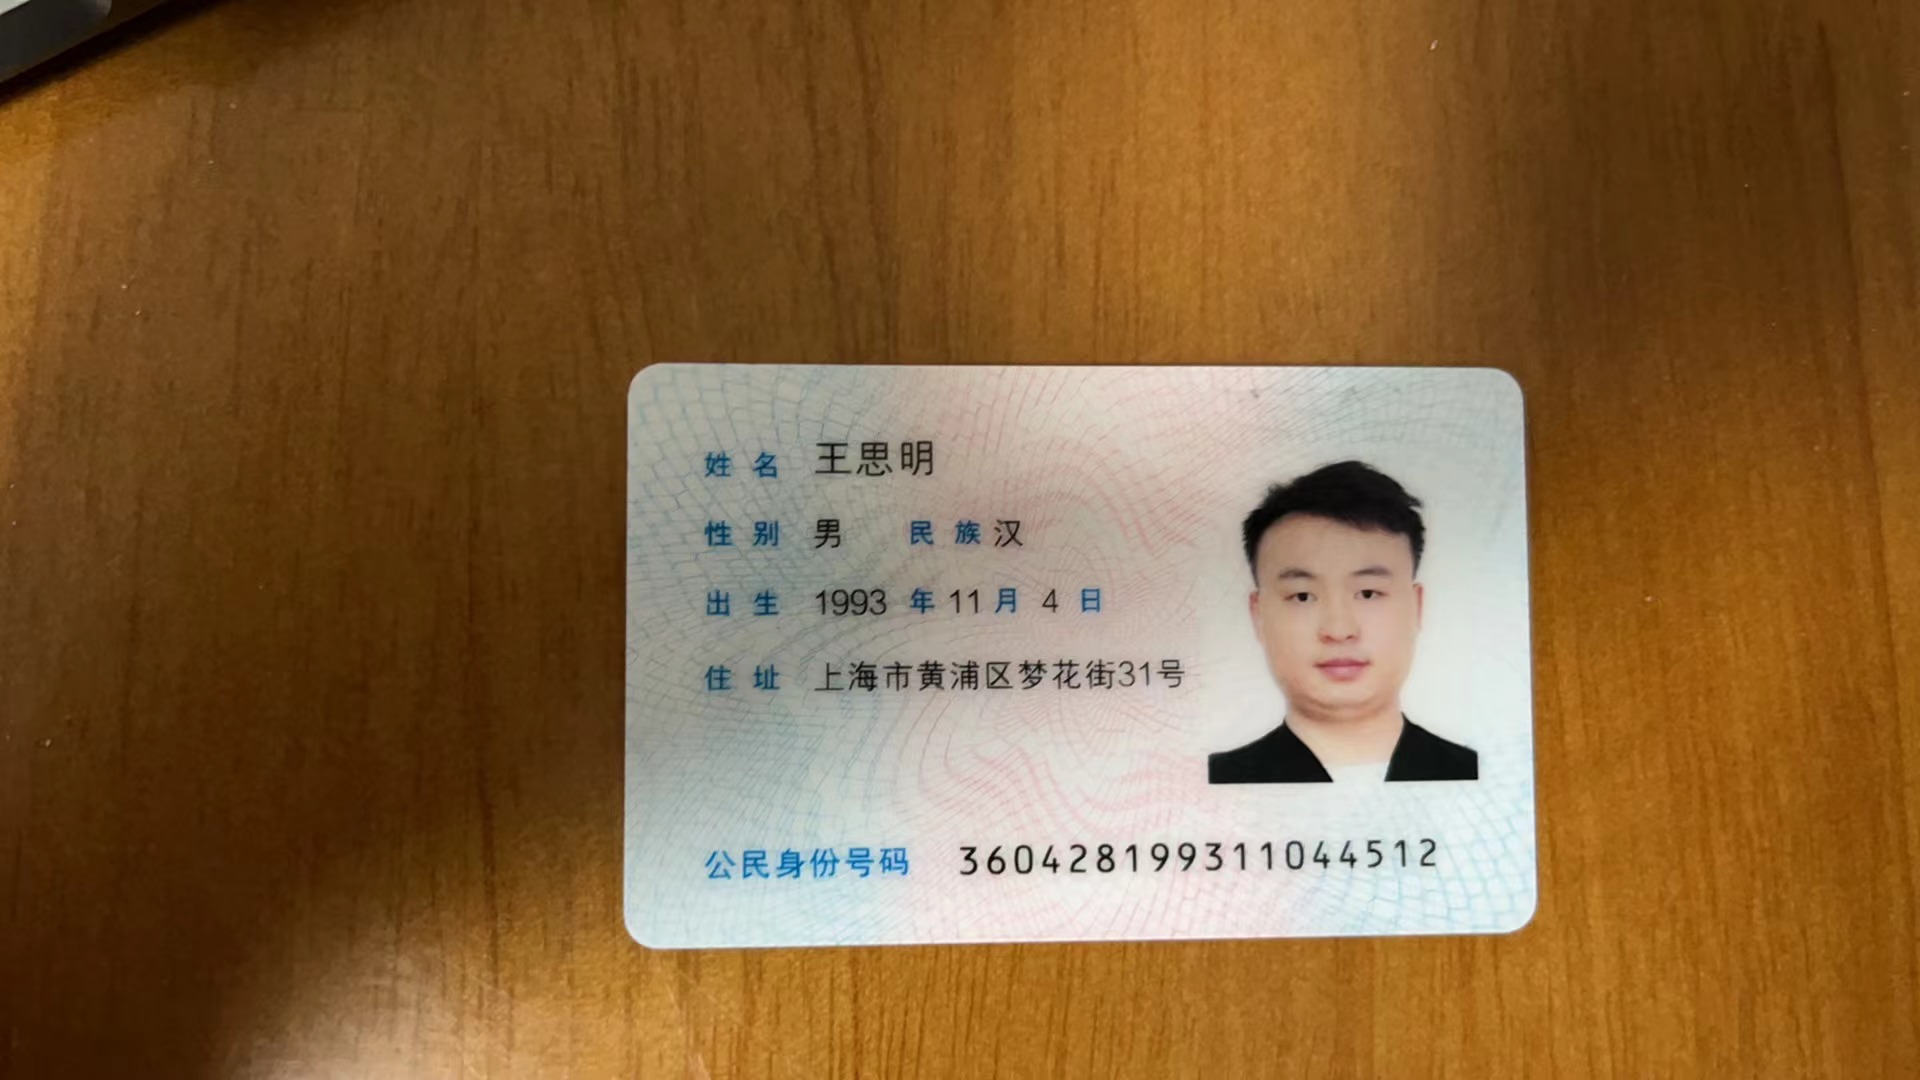 姓名 王思明
性别 男 民族 汉
出生 1993 年 11 月 4 日
住址 上海市黄浦区梦花街31号
公民身份号码 360428199311044512